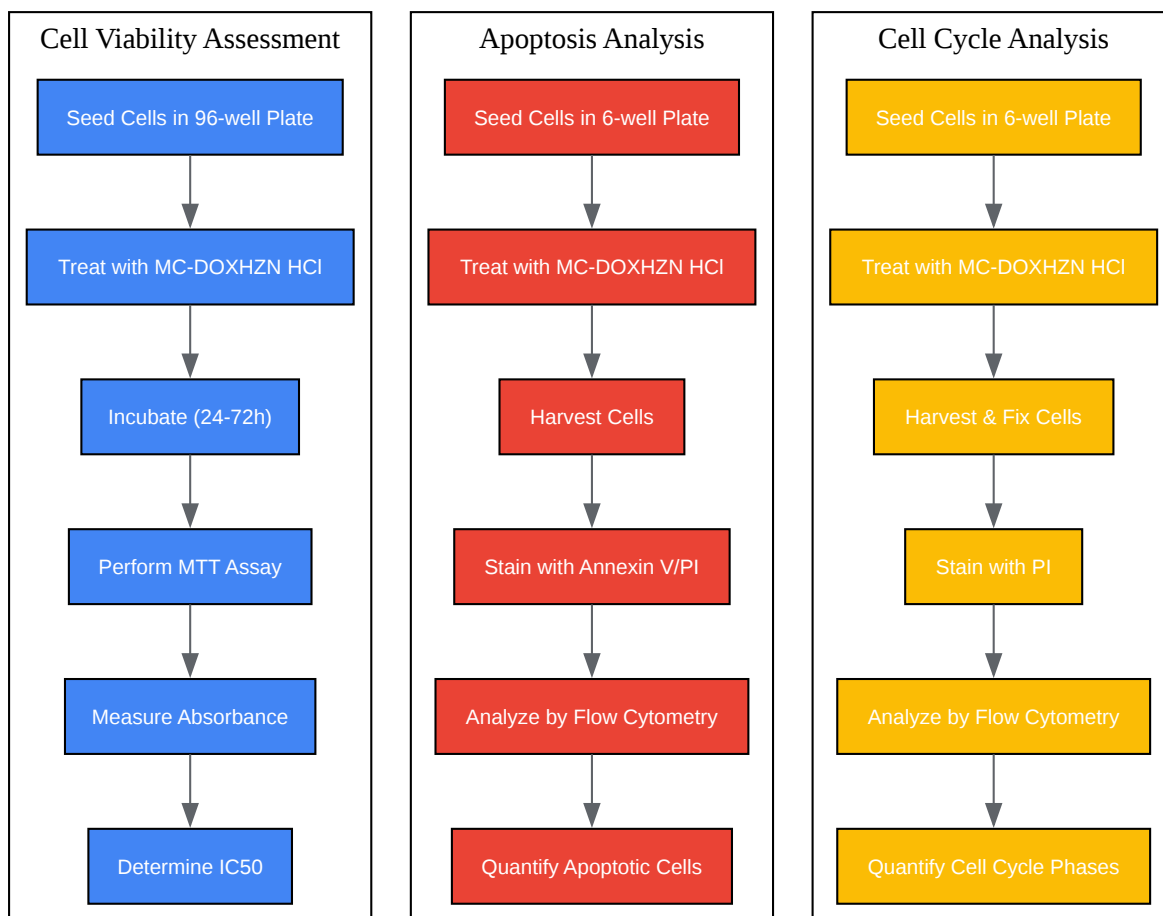 Cell Viability Assessment
Seed Cells in 96-well Plate
Treat with MC-DOXHZN HCl
Incubate (24-72h)
Perform MTT Assay
Measure Absorbance
Determine IC50
Apoptosis Analysis
Seed Cells in 6-well Plate
Treat with MC-DOXHZN HCl
Harvest Cells
Stain with Annexin V/PI
Analyze by Flow Cytometry
Quantify Apoptotic Cells
Cell Cycle Analysis
Seed Cells in 6-well Plate
Treat with MC-DOXHZN HCl
Harvest & Fix Cells
Stain with PI
Analyze by Flow Cytometry
Quantify Cell Cycle Phases